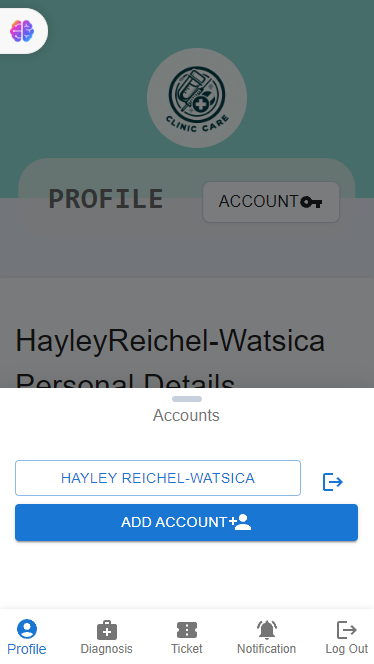 CLINIC CARE
PROFILE
ACCOUNT
HayleyReichel-Watsica
Personal Details
Accounts
HAYLEY REICHEL-WATSICA
ADD ACCOUNT
Profile Diagnosis Ticket Notification Log Out